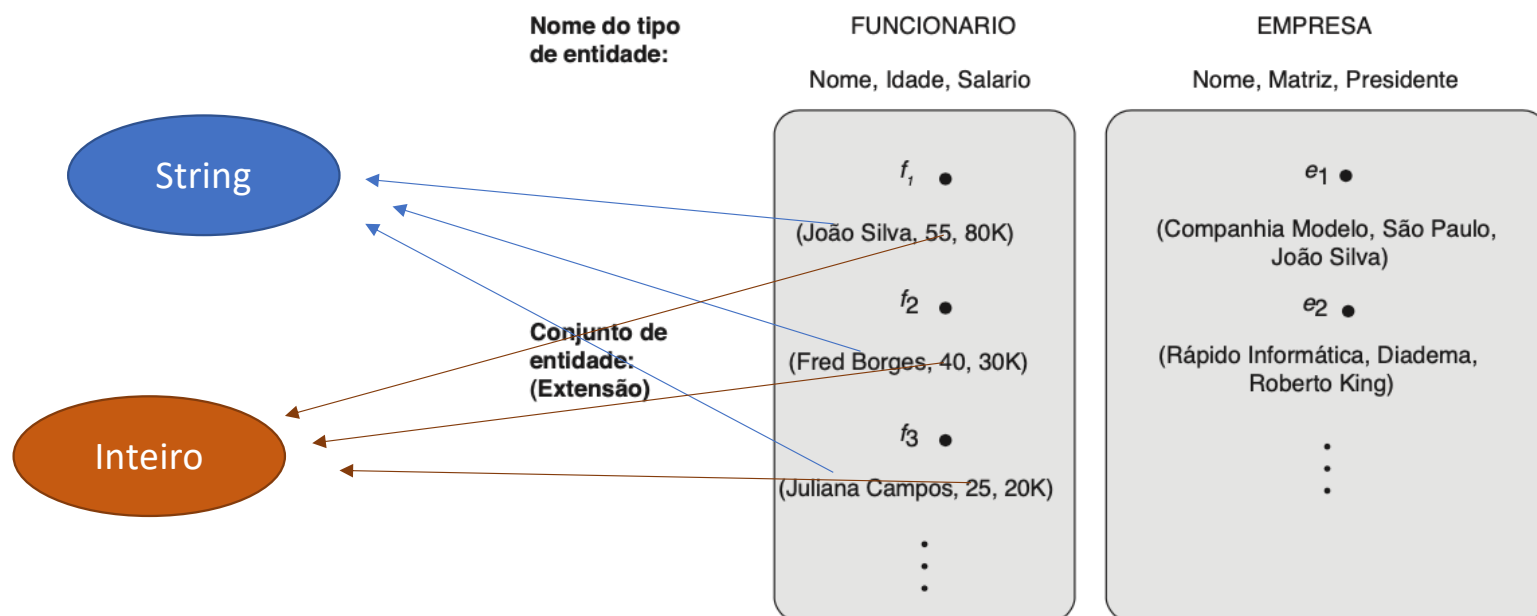 Nome do tipo
de entidade:
FUNCIONARIO
EMPRESA
Nome, Idade, Salario
Nome, Matriz, Presidente
String
Inteiro
Conjunto de
entidade:
(Extensão)
f1
(João Silva, 55, 80K)
f2
(Fred Borges, 40, 30K)
f3
(Juliana Campos, 25, 20K)
e1
(Companhia Modelo, São Paulo,
João Silva)
e2
(Rápido Informática, Diadema,
Roberto King)